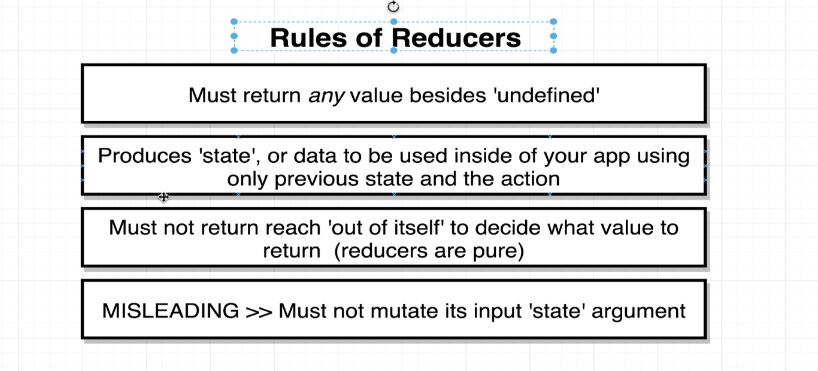 Rules of Reducers
Must return any value besides 'undefined'
Produces 'state', or data to be used inside of your app using
only previous state and the action
Must not return reach 'out of itself' to decide what value to
return  (reducers are pure)
MISLEADING >> Must not mutate its input 'state' argument